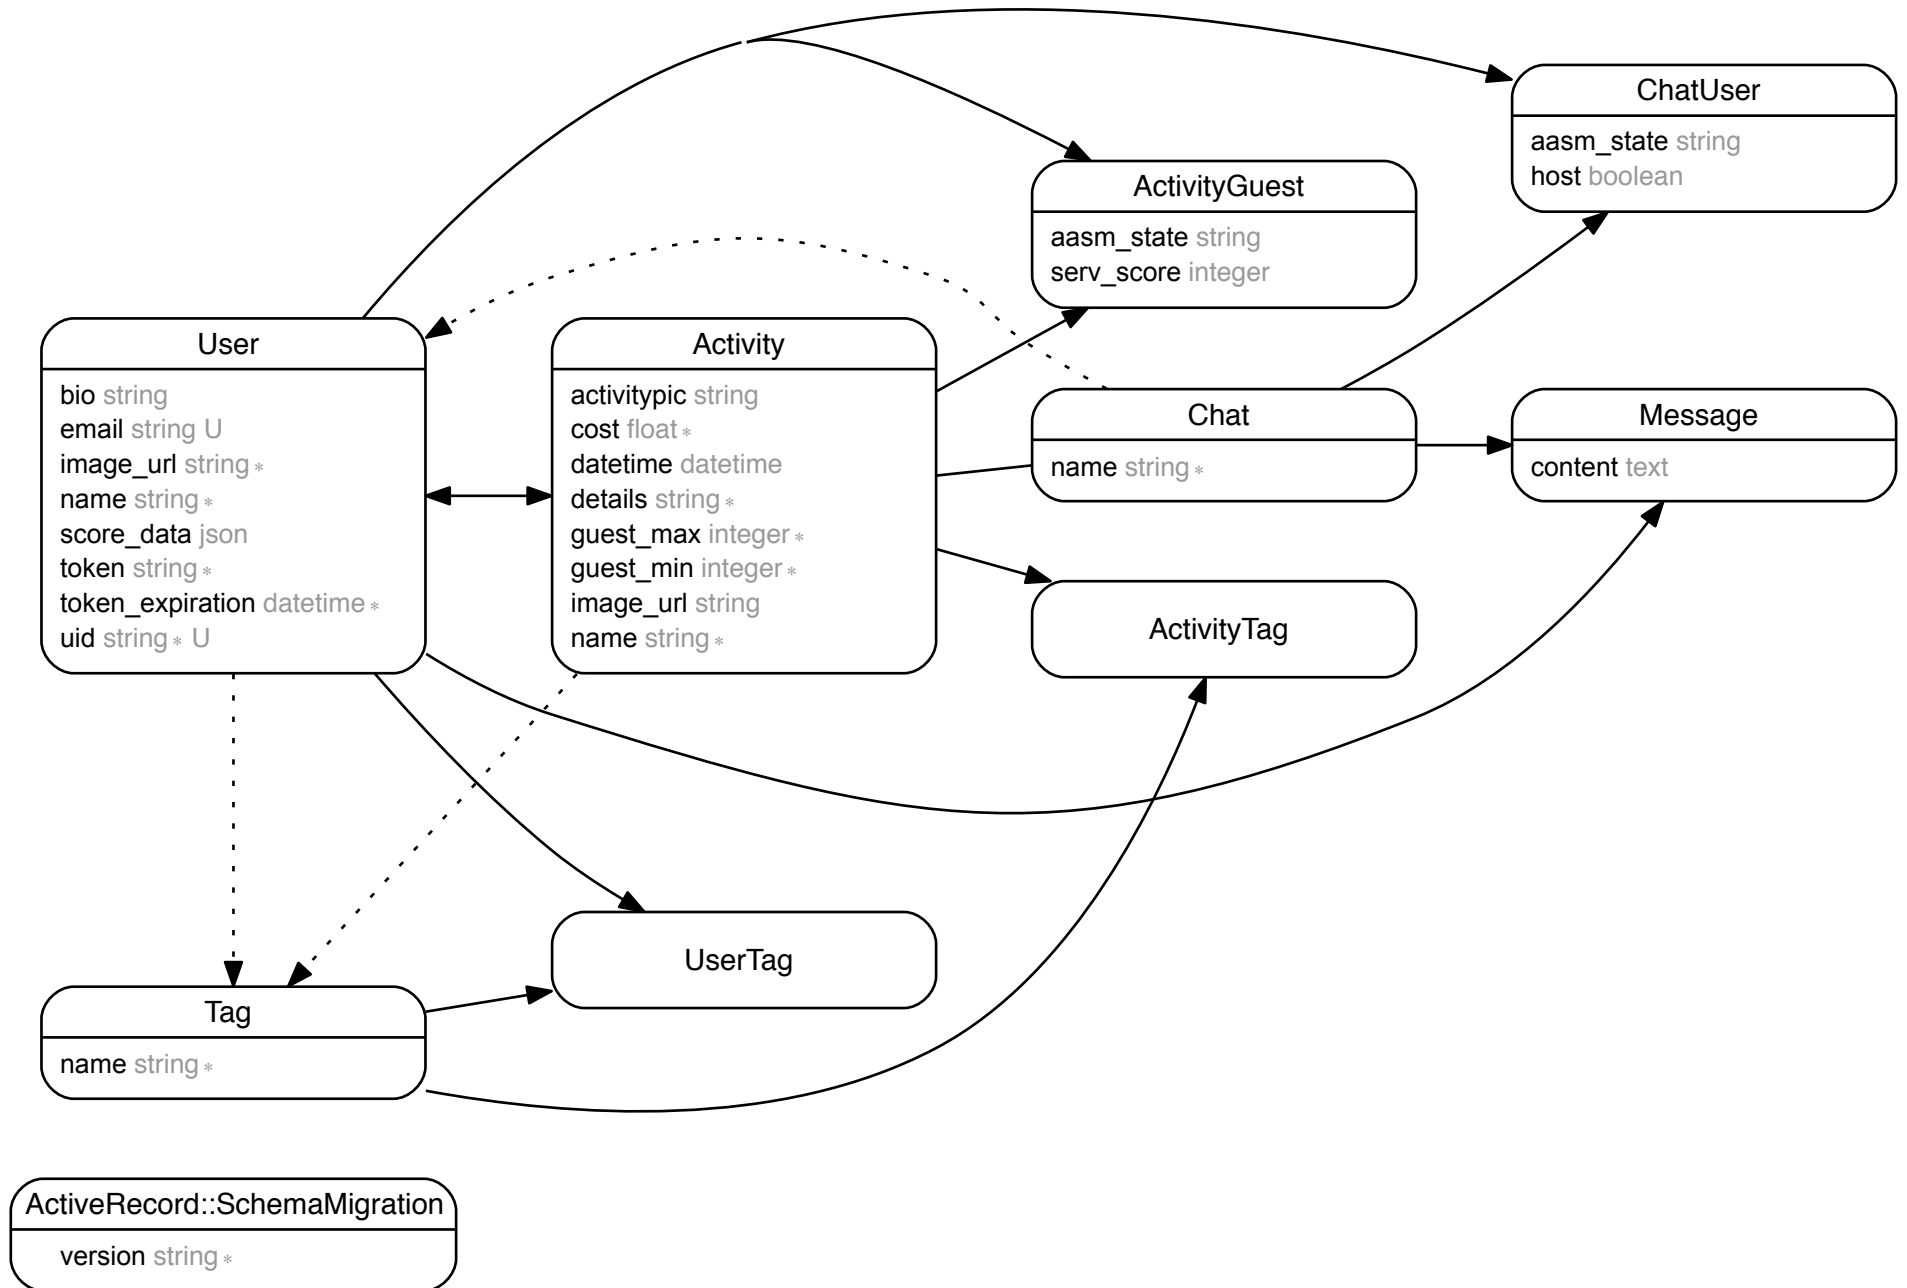 ChatUser
aasm_state string
host boolean
ActivityGuest
aasm_state string
serv_score integer
User
bio string
email string U
image_url string *
name string *
score_data json
token string *
token_expiration datetime *
uid string * U
Activity
activitypic string
cost float *
datetime datetime
details string *
guest_max integer *
guest_min integer *
image_url string
name string *
Chat
name string *
Message
content text
ActivityTag
UserTag
Tag
name string *
ActiveRecord::SchemaMigration
version string *